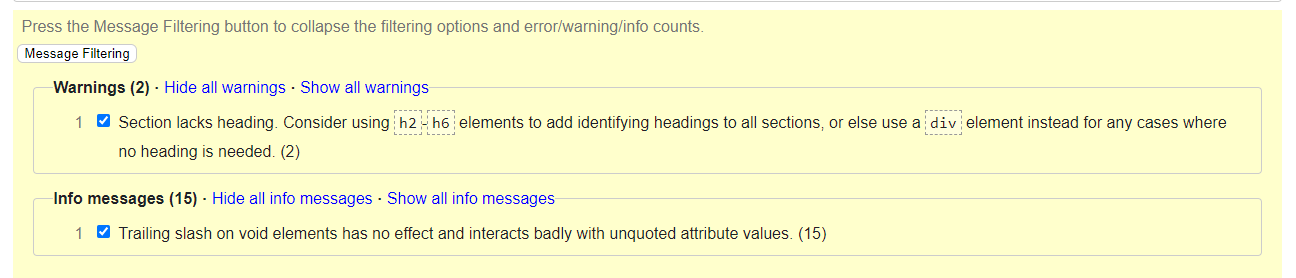 Press the Message Filtering button to collapse the filtering options and error/warning/info counts.
Message Filtering
Warnings (2) · Hide all warnings · Show all warnings
1 Section lacks heading. Consider using h2-h6 elements to add identifying headings to all sections, or else use a div element instead for any cases where
no heading is needed. (2)
Info messages (15) · Hide all info messages · Show all info messages
1 Trailing slash on void elements has no effect and interacts badly with unquoted attribute values. (15)